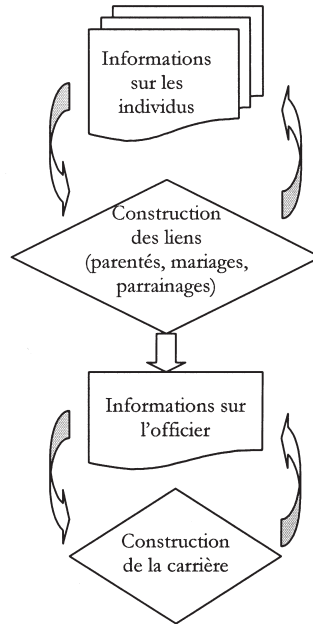 Informations
sur les
individus
Construction
des liens
(parentés, mariages,
parrainages)
Informations sur
l'officier
Construction
de la carrière